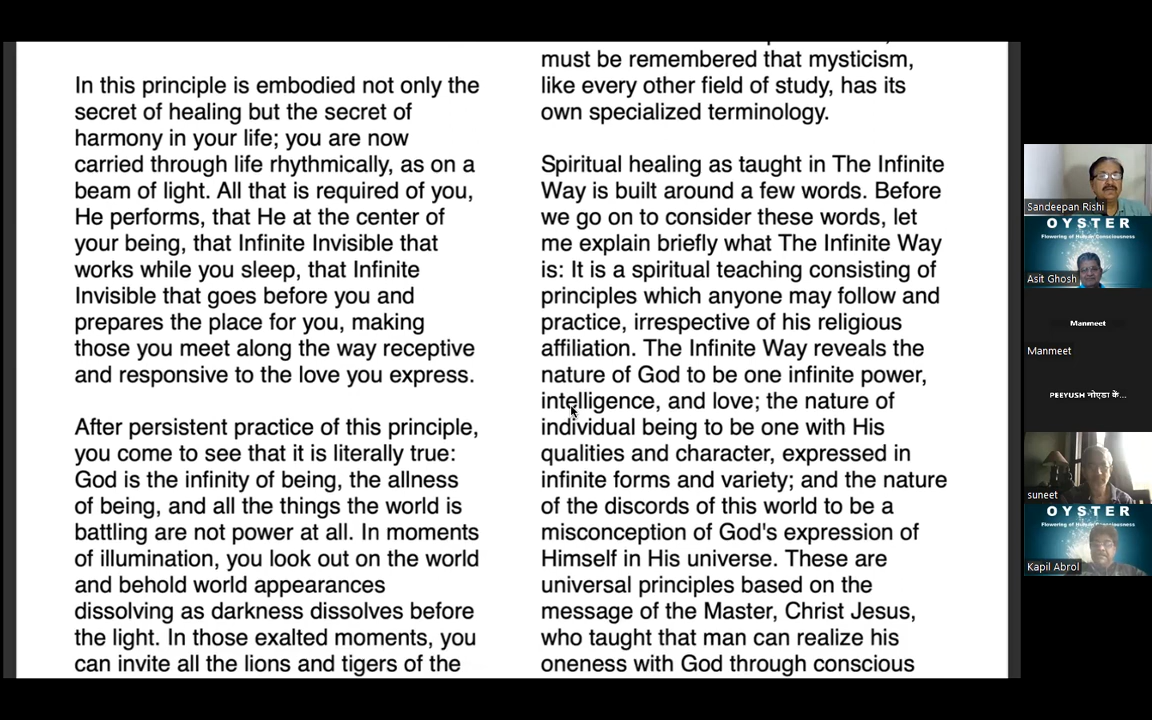 In this principle is embodied not only the
secret of healing but the secret of
harmony in your life; you are now
carried through life rhythmically, as on a
beam of light. All that is required of you,
He performs, that He at the center of
your being, that Infinite Invisible that
works while you sleep, that Infinite
Invisible that goes before you and
prepares the place for you, making
those you meet along the way receptive
and responsive to the love you express.
After persistent practice of this principle,
you come to see that it is literally true:
God is the infinity of being, the allness
of being, and all the things the world is
battling are not power at all. In moments
of illumination, you look out on the world
and behold world appearances
dissolving as darkness dissolves before
the light. In those exalted moments, you
can invite all the lions and tigers of the
must be remembered that mysticism,
like every other field of study, has its
own specialized terminology.
Spiritual healing as taught in The Infinite
Way is built around a few words. Before
we go on to consider these words, let
me explain briefly what The Infinite Way
is: It is a spiritual teaching consisting of
principles which anyone may follow and
practice, irrespective of his religious
affiliation. The Infinite Way reveals the
nature of God to be one infinite power,
intelligence, and love; the nature of
individual being to be one with His
qualities and character, expressed in
infinite forms and variety; and the nature
of the discords of this world to be a
misconception of God's expression of
Himself in His universe. These are
universal principles based on the
message of the Master, Christ Jesus,
who taught that man can realize his
oneness with God through conscious
Sandeepan Rishi
OYSTER
Flowering of Human Consciousness
Asit Ghosh
Manmeet
Manmeet
PEEYUSH नोएडा के...
suneet
OYSTER
Flowering of Human Consciousness
Kapil Abrol